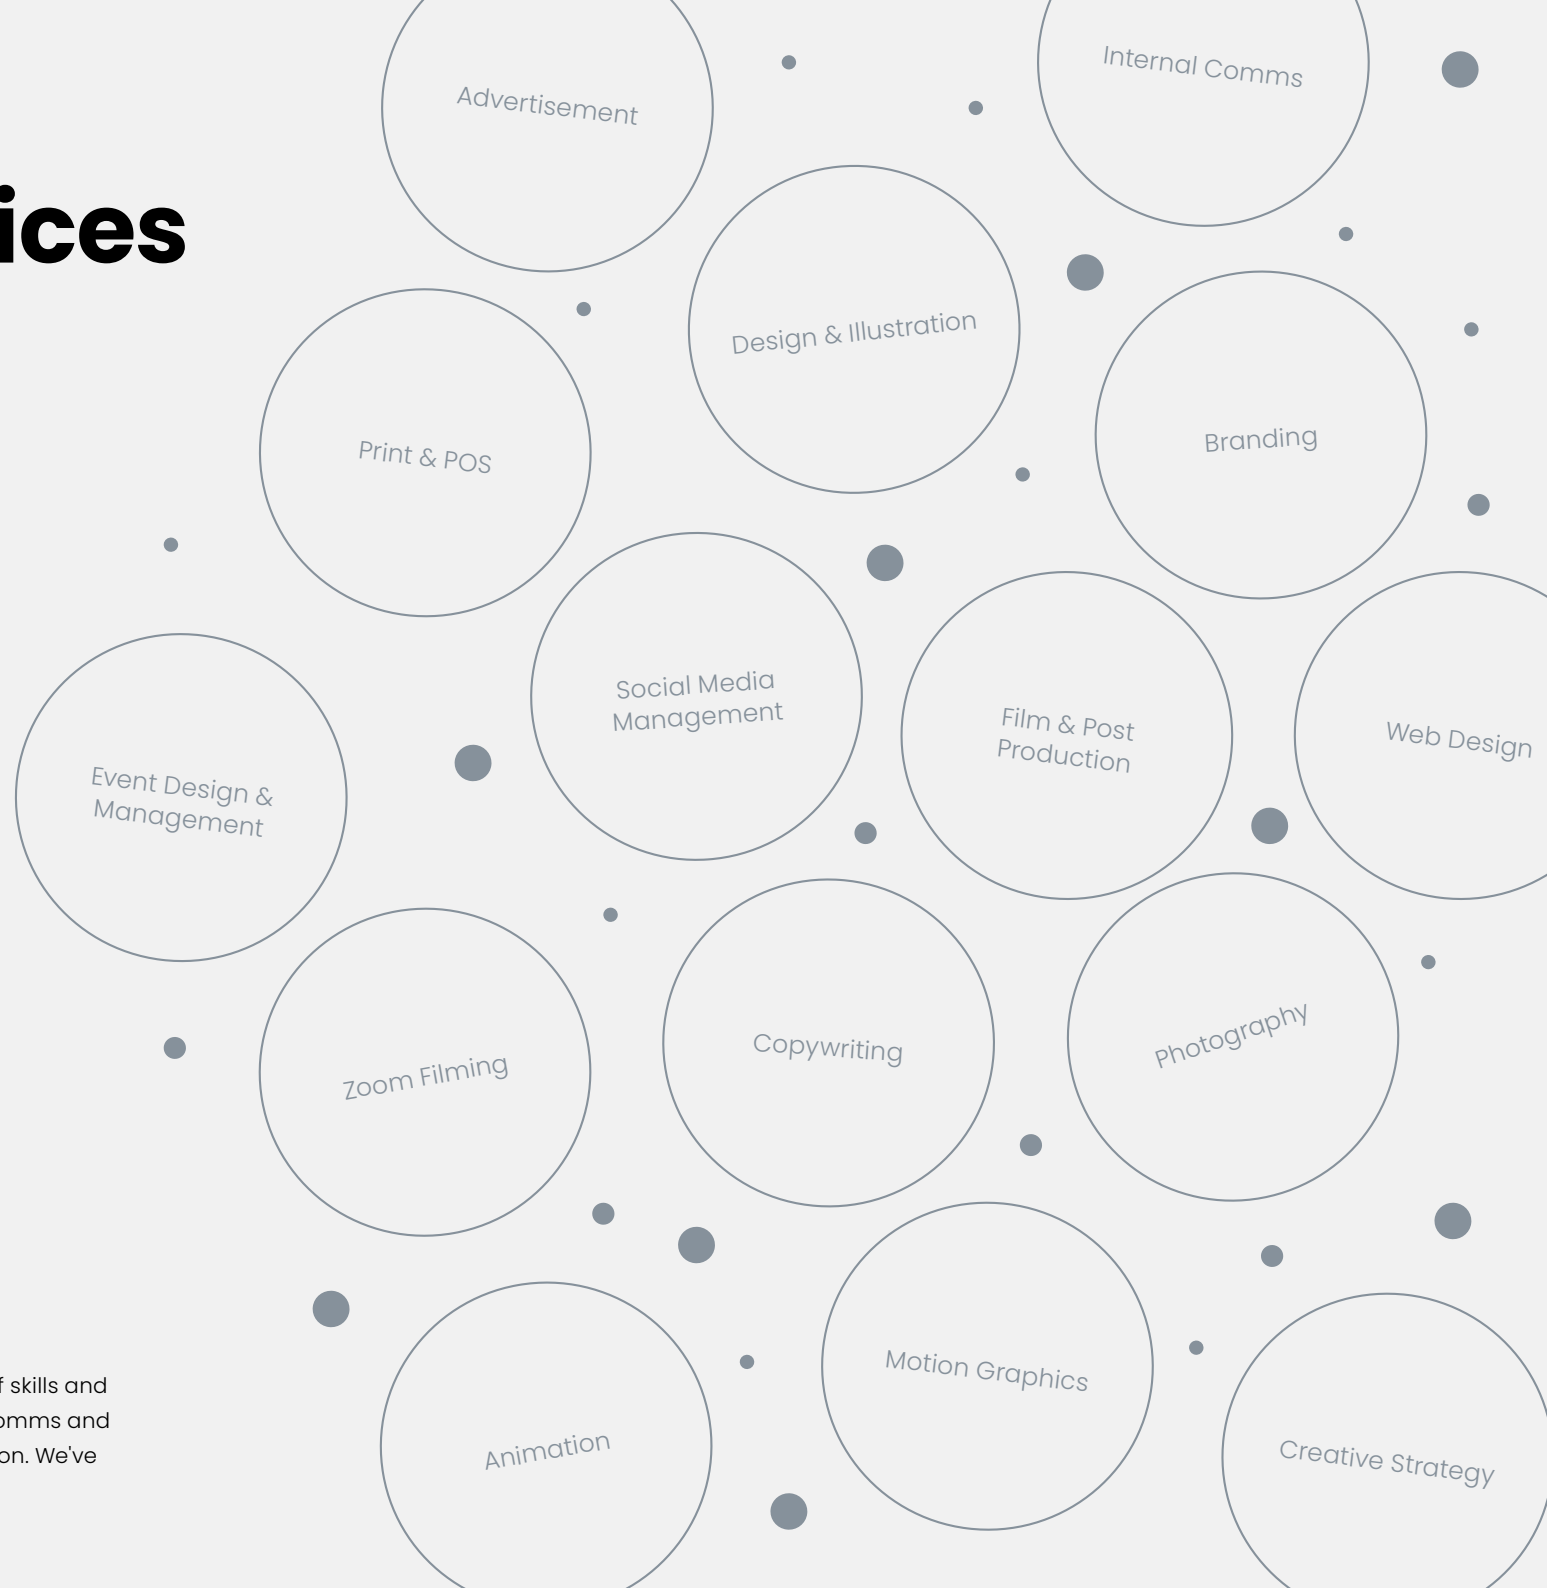 Internal Comms
Advertisement
ices
Design & Illustration
Branding
Print & POS
Social Media
Management
Film & Post
Production
Web Design
Event Design &
Management
Photography
Copywriting
Zoom Filming
Motion Graphics
f skills and
omms and
on. We've
Animation
Creative Strategy